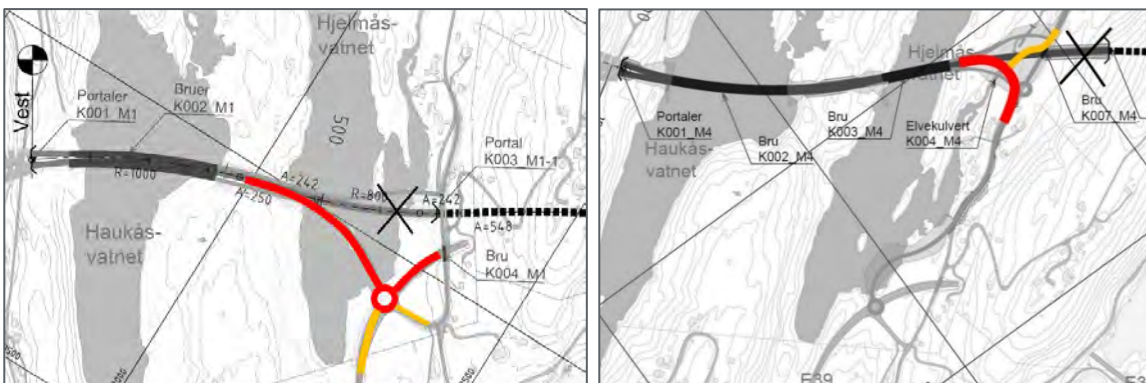 Hjelmås-
vatnet
Vest
Portaler
K001_M1
Bruer
K002_M1
500
Portal
K003_M1-1
R=1000
A=242
A=250
R=800
A=242
A=548
Haukås-
vatnet
Bru
K004_M1
Hjelmås-
vatnet
Portaler
K001_M4
Haukås-
vatnet
Bru
K002_M4
Bru
K003_M4
Elvekulvert
K004_M4
Bru
K007_M4
E39